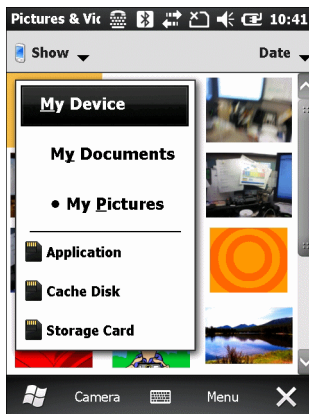 Pictures & Vic 10:41
Show Date
My Device
My Documents
• My Pictures
Application
Cache Disk
Storage Card
Camera Menu